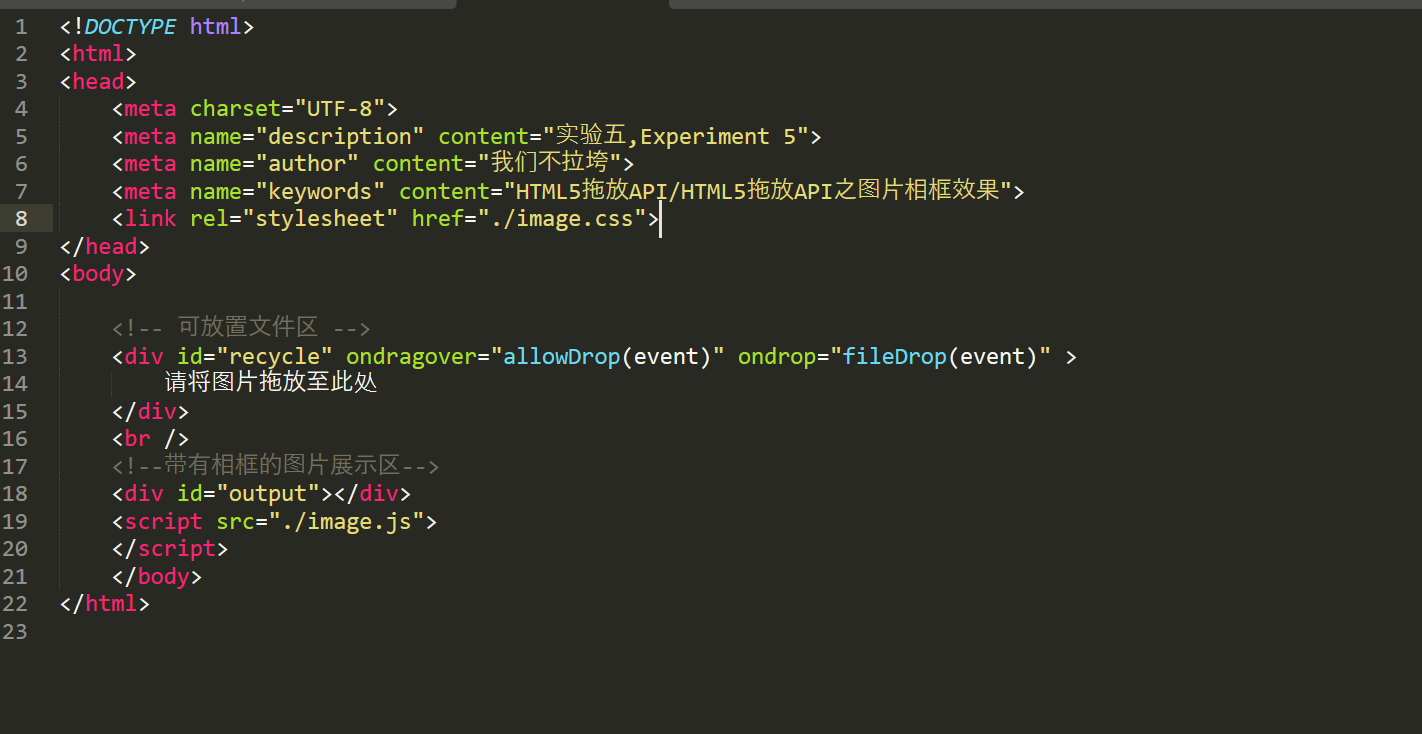 1 <!DOCTYPE html>
2 <html>
3 <head>
4 <meta charset="UTF-8">
5 <meta name="description" content="实验五,Experiment 5">
6 <meta name="author" content="我们不拉垮">
7 <meta name="keywords" content="HTML5拖放API/HTML5拖放API之图片相框效果">
8 <link rel="stylesheet" href="./image.css">
9 </head>
10 <body>
11
12 <!-- 可放置文件区 -->
13 <div id="recycle" ondragover="allowDrop(event)" ondrop="fileDrop(event)" >
14 请将图片拖放至此处
15 </div>
16 <br />
17 <!--带有相框的图片展示区-->
18 <div id="output"></div>
19 <script src="./image.js">
20 </script>
21 </body>
22 </html>
23